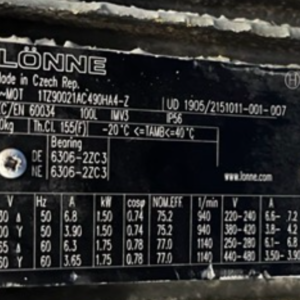 LÖNNE
Made in Czech Rep.
-MOT 1TZ90021AC490HA4-Z UD 1905/2151011-001-007
C/EN 60034 100L IMV3 IP56
0kg Th.Cl. 155(F) -20°C <=TAMB<=40°C
Bearing
DE 6306-2ZC3
NE 6306-2ZC3
www.lonne.com
V Hz A kW cosφ NOM.EFF 1/min V A
30 Δ 50 6.8 1.50 0.74 75.2 940 220-240 6.6-7.2
00 Y 50 3.90 1.50 0.74 75.2 940 380-420 3.8-4.2
65 Δ 60 6.3 1.75 0.78 77.0 1140 250-280 6.1-6.8
60 Y 60 3.65 1.75 0.78 77.0 1140 440-480 3.50-3.90